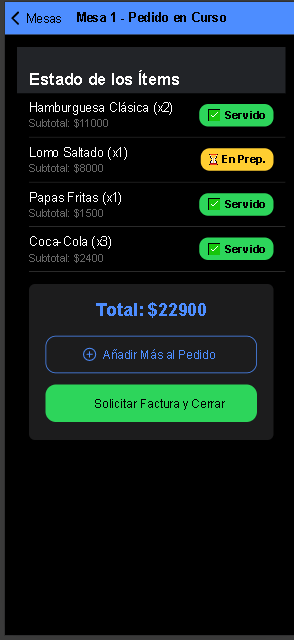 Mesas
Mesa 1 - Pedido en Curso
Estado de los Ítems
Hamburguesa Clásica (x2)
Subtotal: $11000
✅ Servido
Lomo Saltado (x1)
Subtotal: $8000
⏳ En Prep.
Papas Fritas (x1)
Subtotal: $1500
✅ Servido
Coca-Cola (x3)
Subtotal: $2400
✅ Servido
Total: $22900
Añadir Más al Pedido
Solicitar Factura y Cerrar